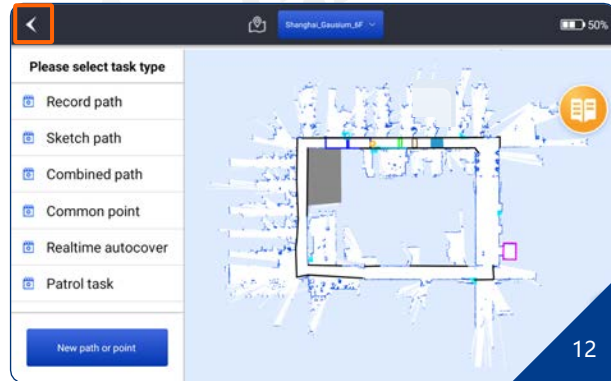 Shanghai_Gausium_6F
50%
Please select task type
Record path
Sketch path
Combined path
Common point
Realtime autocover
Patrol task
New path or point
12